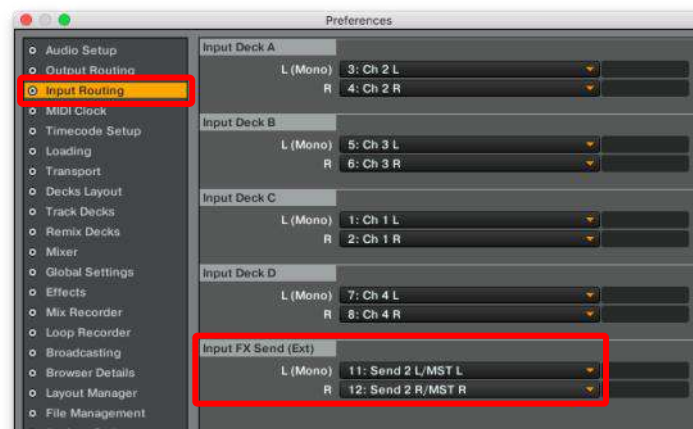 Preferences
Audio Setup
Output Routing
Input Routing
MIDI Clock
Timecode Setup
Loading
Transport
Decks Layout
Track Decks
Remix Decks
Mixer
Global Settings
Effects
Mix Recorder
Loop Recorder
Broadcasting
Browser Details
Layout Manager
File Management
Input Deck A
L (Mono) 3: Ch 2 L
R 4: Ch 2 R
Input Deck B
L (Mono) 5: Ch 3 L
R 6: Ch 3 R
Input Deck C
L (Mono) 1: Ch 1 L
R 2: Ch 1 R
Input Deck D
L (Mono) 7: Ch 4 L
R 8: Ch 4 R
Input FX Send (Ext)
L (Mono) 11: Send 2 L/MST L
R 12: Send 2 R/MST R